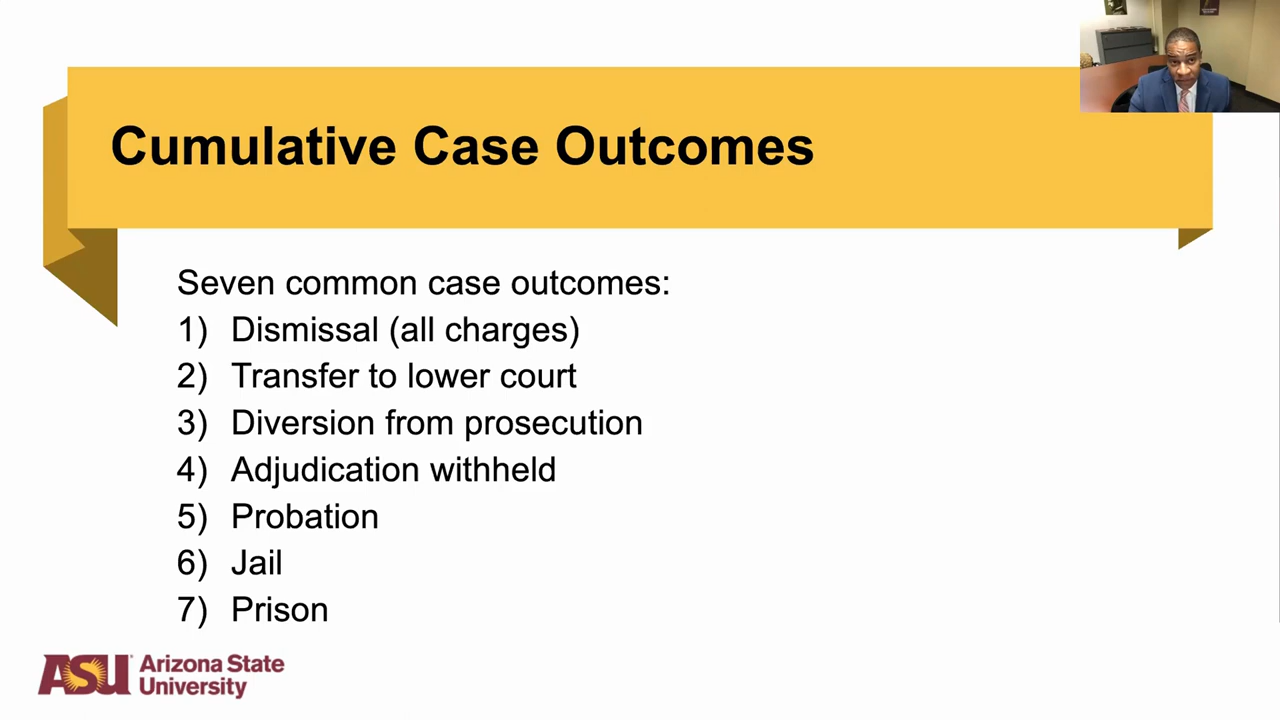 Cumulative Case Outcomes
Seven common case outcomes:
1) Dismissal (all charges)
2) Transfer to lower court
3) Diversion from prosecution
4) Adjudication withheld
5) Probation
6) Jail
7) Prison
ASU Arizona State
University